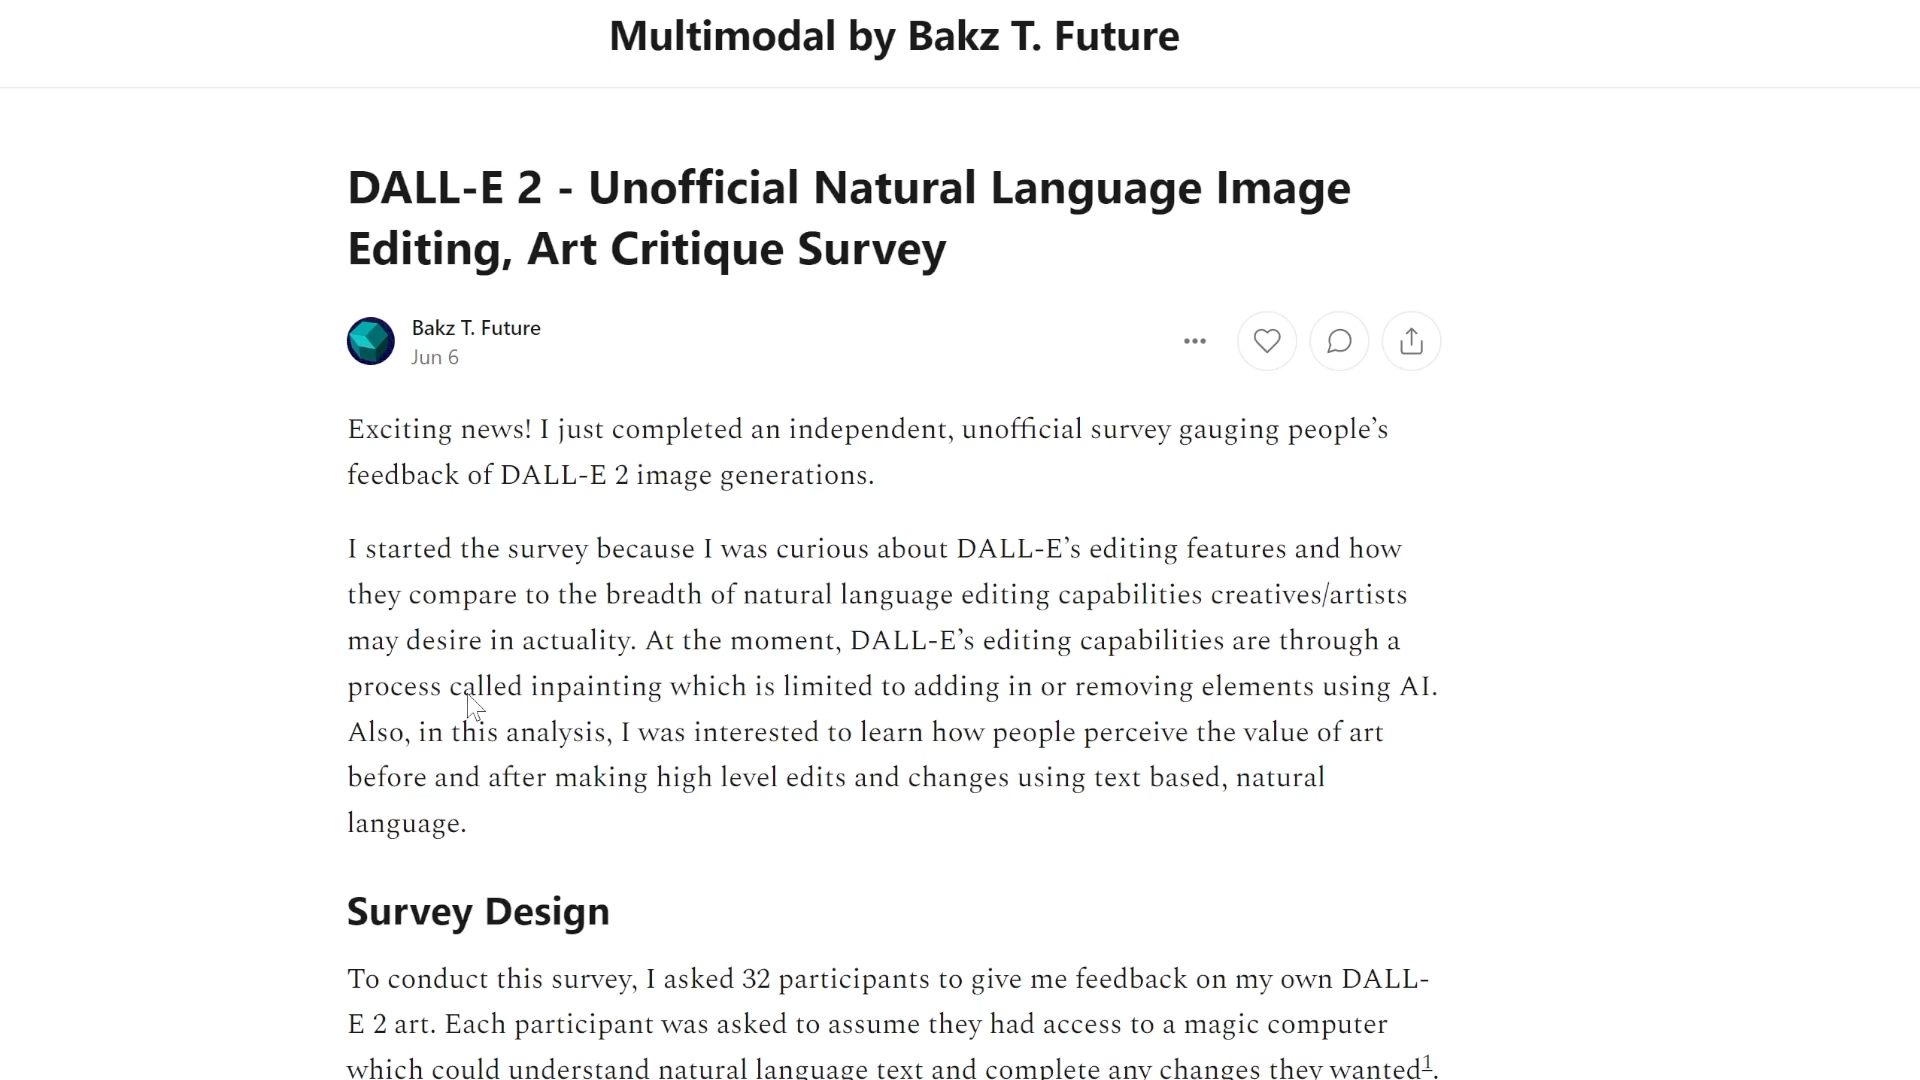 Multimodal by Bakz T. Future
DALL-E 2 - Unofficial Natural Language Image
Editing, Art Critique Survey
Bakz T. Future
Jun 6
Exciting news! I just completed an independent, unofficial survey gauging people’s
feedback of DALL-E 2 image generations.
I started the survey because I was curious about DALL-E’s editing features and how
they compare to the breadth of natural language editing capabilities creatives/artists
may desire in actuality. At the moment, DALL-E’s editing capabilities are through a
process called inpainting which is limited to adding in or removing elements using AI.
Also, in this analysis, I was interested to learn how people perceive the value of art
before and after making high level edits and changes using text based, natural
language.
Survey Design
To conduct this survey, I asked 32 participants to give me feedback on my own DALL-
E 2 art. Each participant was asked to assume they had access to a magic computer
which could understand natural language text and complete any changes they wanted1.